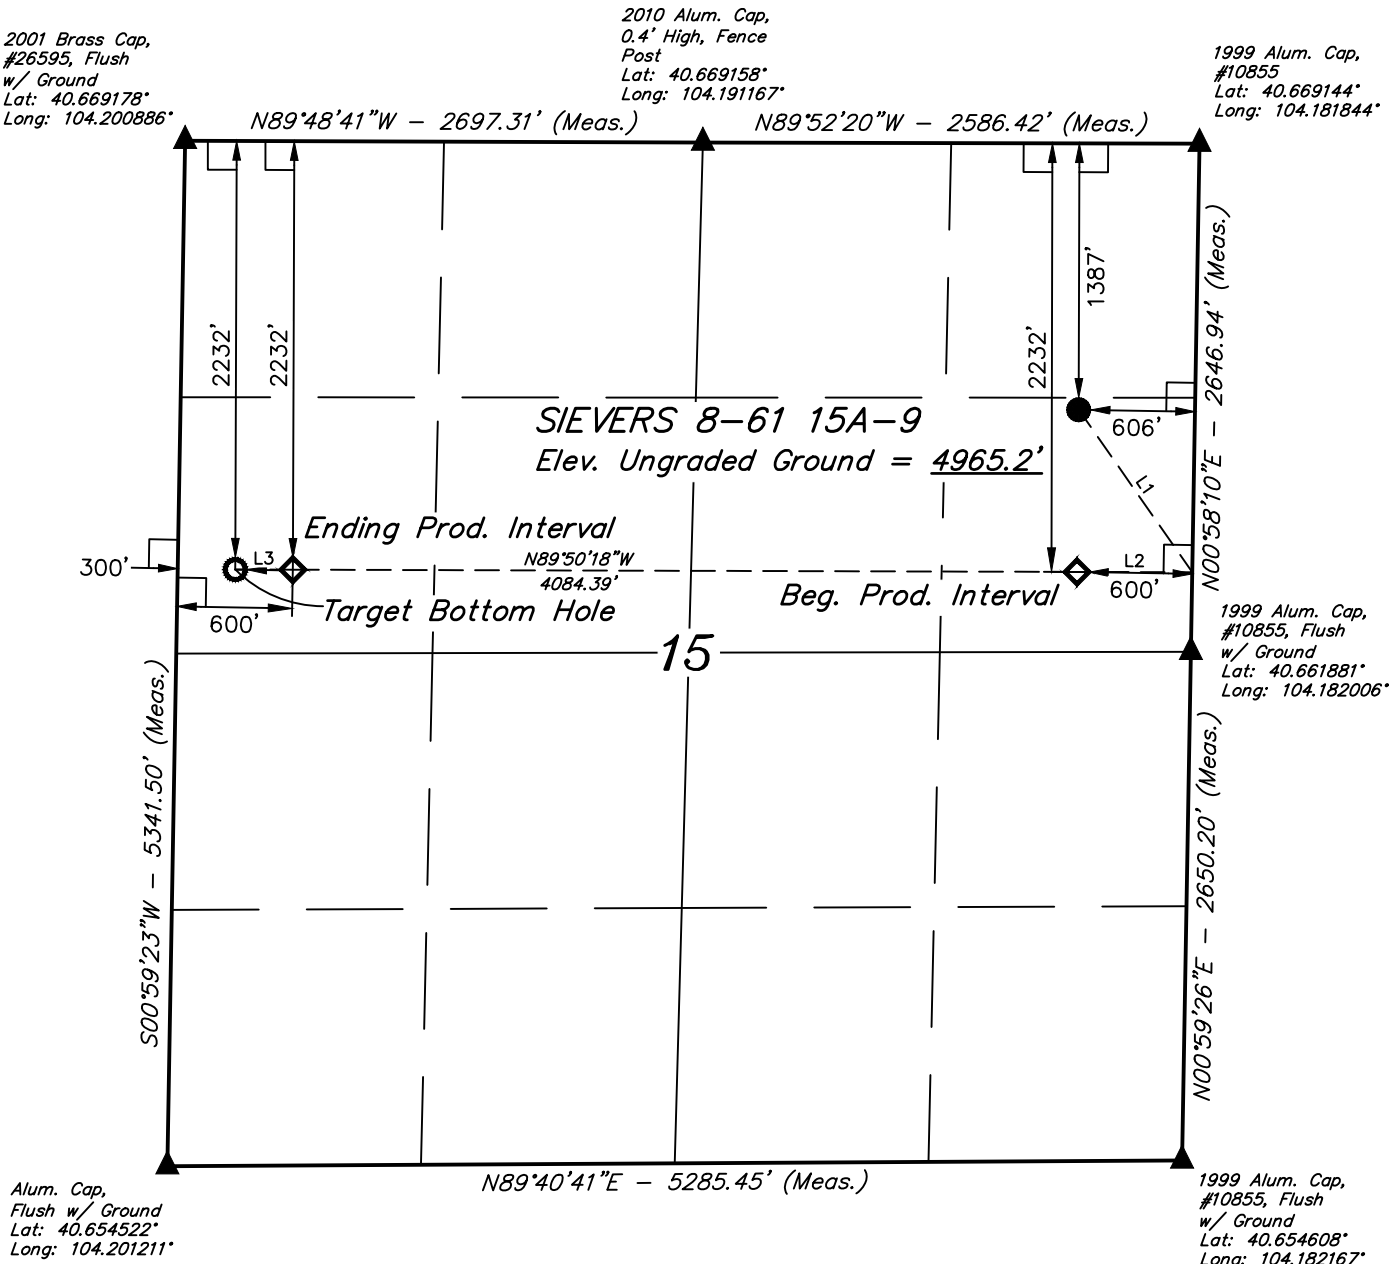 2001 Brass Cap,
#26595, Flush
w/ Ground
Lat: 40.669178°
Long: 104.200886°
2010 Alum. Cap,
0.4' High, Fence
Post
Lat: 40.669158°
Long: 104.191167°
1999 Alum. Cap,
#10855
Lat: 40.669144°
Long: 104.181844°
N89°48'41"W - 2697.31' (Meas.)
N89°52'20"W - 2586.42' (Meas.)
2232'
2232'
2232'
1387'
N00°58'10"E - 2646.94' (Meas.)
SIEVERS 8-61 15A-9
606'
Elev. Ungraded Ground = 4965.2'
L1
Ending Prod. Interval
300'
L3
N89°50'18"W
4084.39'
L2
600'
Beg. Prod. Interval
Target Bottom Hole
600'
15
1999 Alum. Cap,
#10855, Flush
w/ Ground
Lat: 40.661881°
Long: 104.182006°
S00°59'23"W - 5341.50' (Meas.)
N00°59'26"E - 2650.20' (Meas.)
N89°40'41"E - 5285.45' (Meas.)
Alum. Cap,
Flush w/ Ground
Lat: 40.654522°
Long: 104.201211°
1999 Alum. Cap,
#10855, Flush
w/ Ground
Lat: 40.654608°
Long: 104.182167°